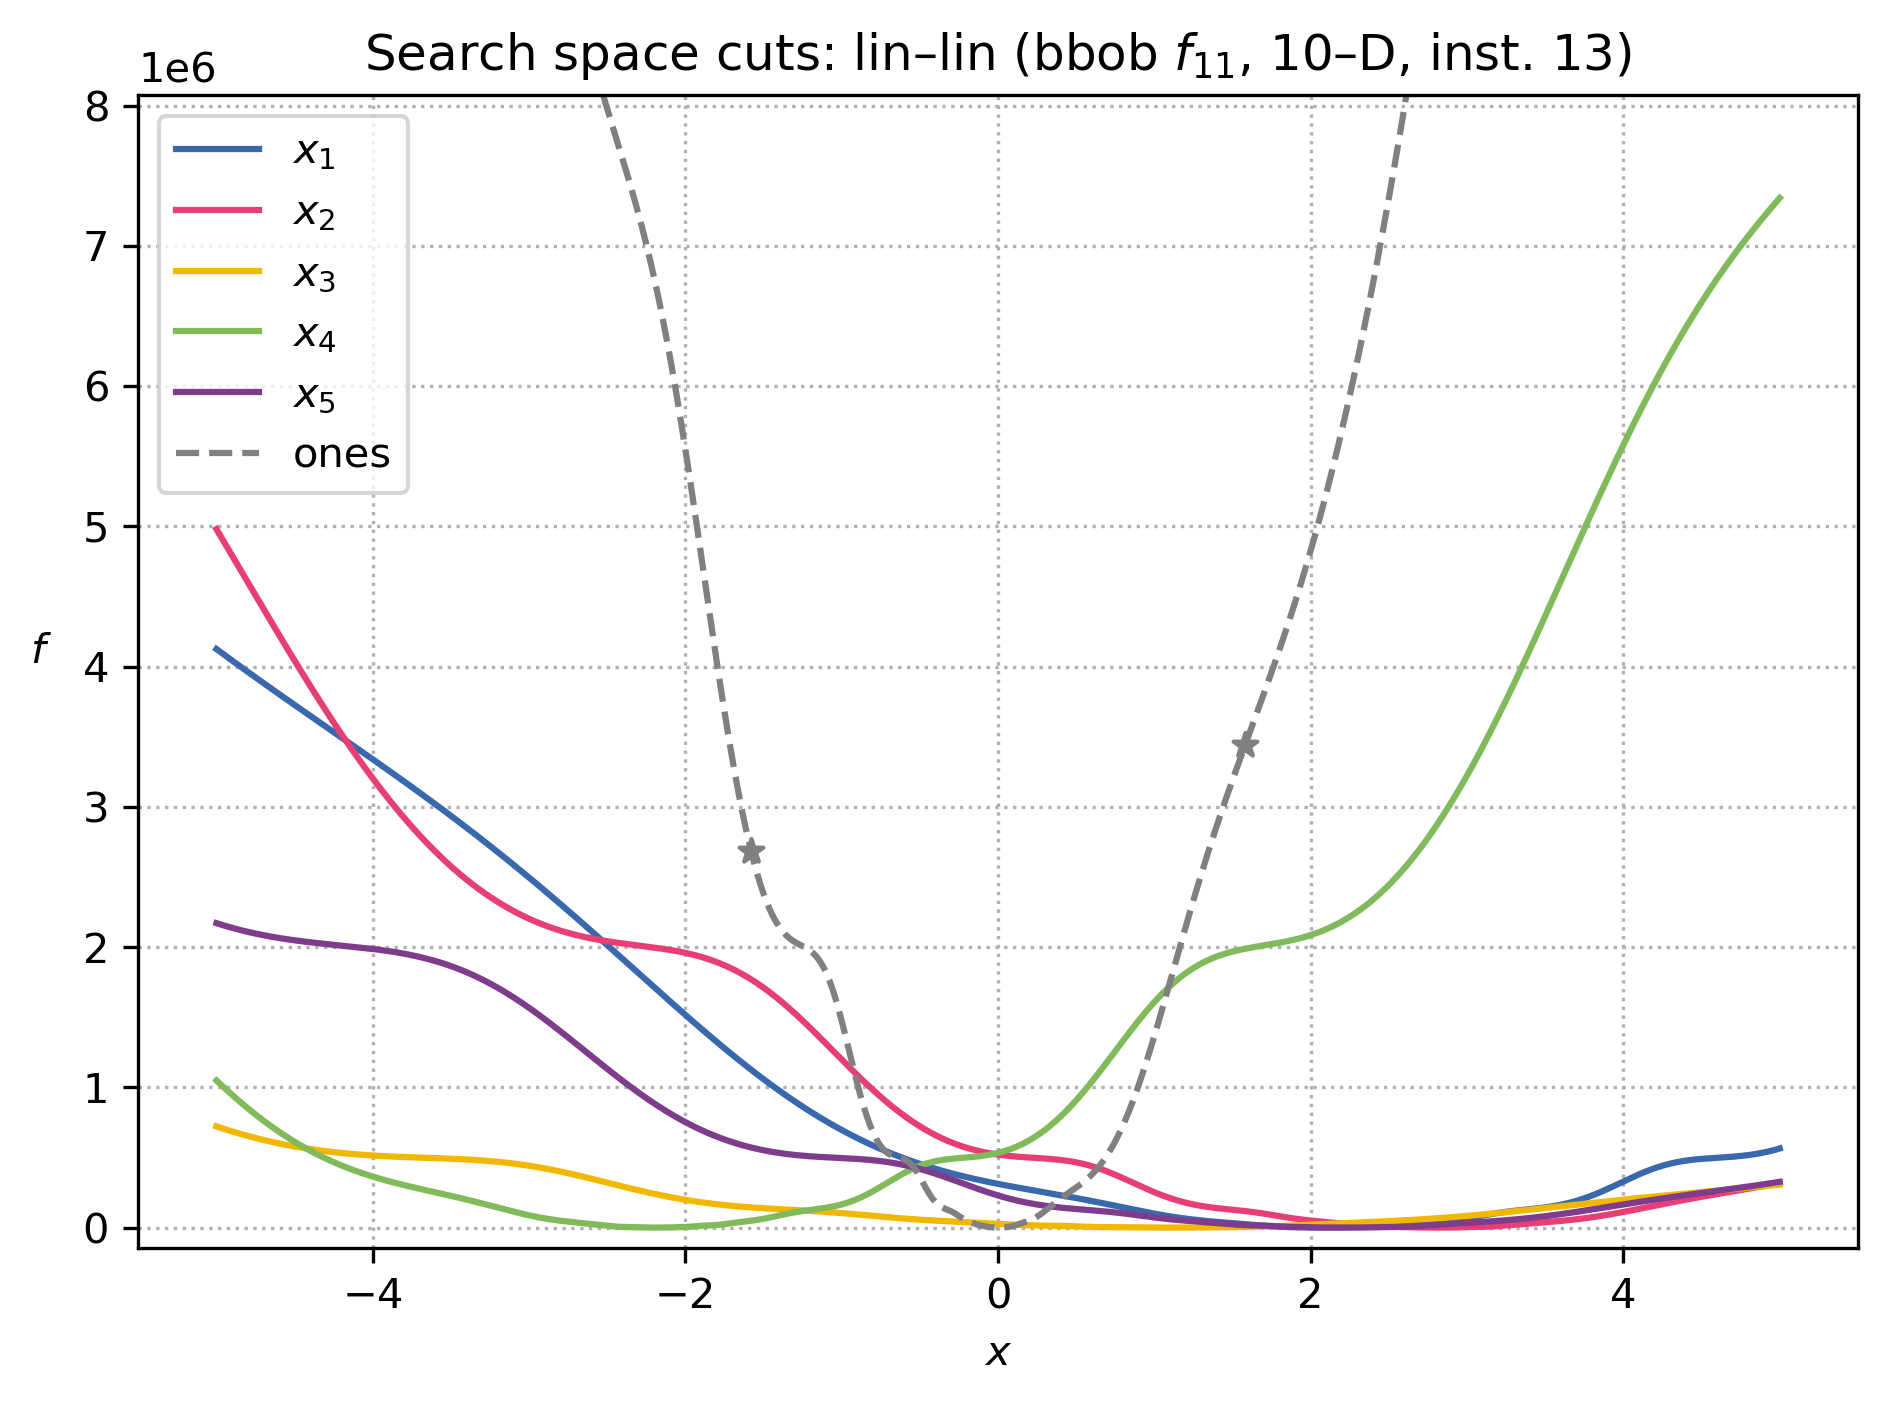 Search space cuts: lin–lin (bbob f₁₁, 10–D, inst. 13)
1e6
8
7
6
5
4
3
2
1
0
f
x₁
x₂
x₃
x₄
x₅
ones
−4
−2
0
2
4
x